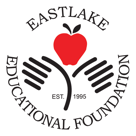 EASTLAKE
EST. 1995
EDUCATIONAL FOUNDATION